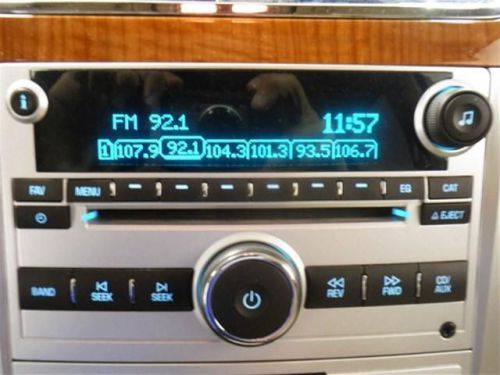 FM 92.1 11:57
1 107.9 92.1 104.3 101.3 93.5 106.7
FAV MENU EQ CAT
EJECT
BAND SEEK SEEK REV FWD CD/
AUX